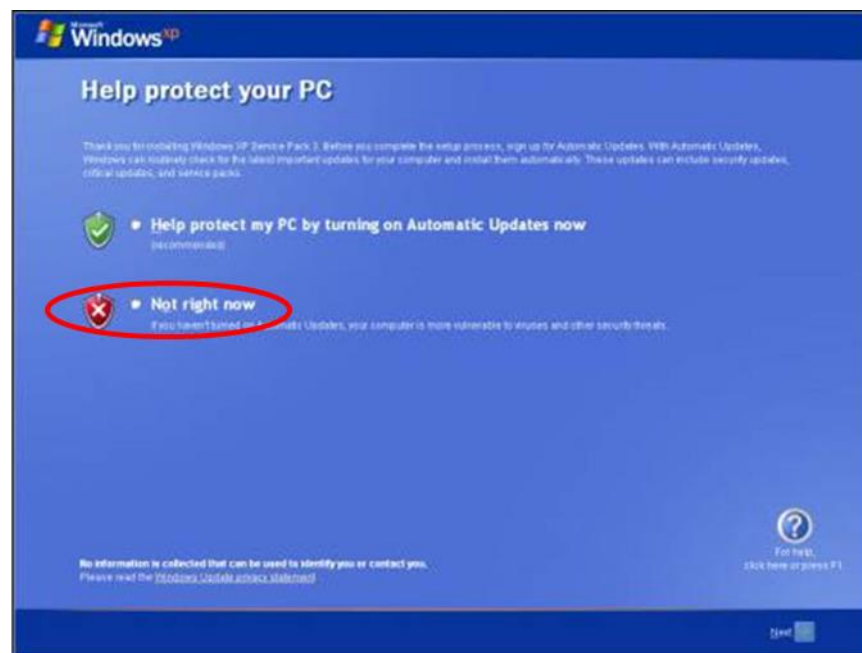 Microsoft
Windows xp
Help protect your PC
Thank you for installing Windows XP Service Pack 3. Before you complete the setup process, sign up for Automatic Updates. With Automatic Updates,
Windows can routinely check for the latest important updates for your computer and install them automatically. These updates can include security updates,
critical updates, and service packs.
Help protect my PC by turning on Automatic Updates now
(recommended)
Not right now
If you haven't turned on Automatic Updates, your computer is more vulnerable to viruses and other security threats.
For help,
click here or press F1
No information is collected that can be used to identify you or contact you.
Please read the Windows Update privacy statement
Next